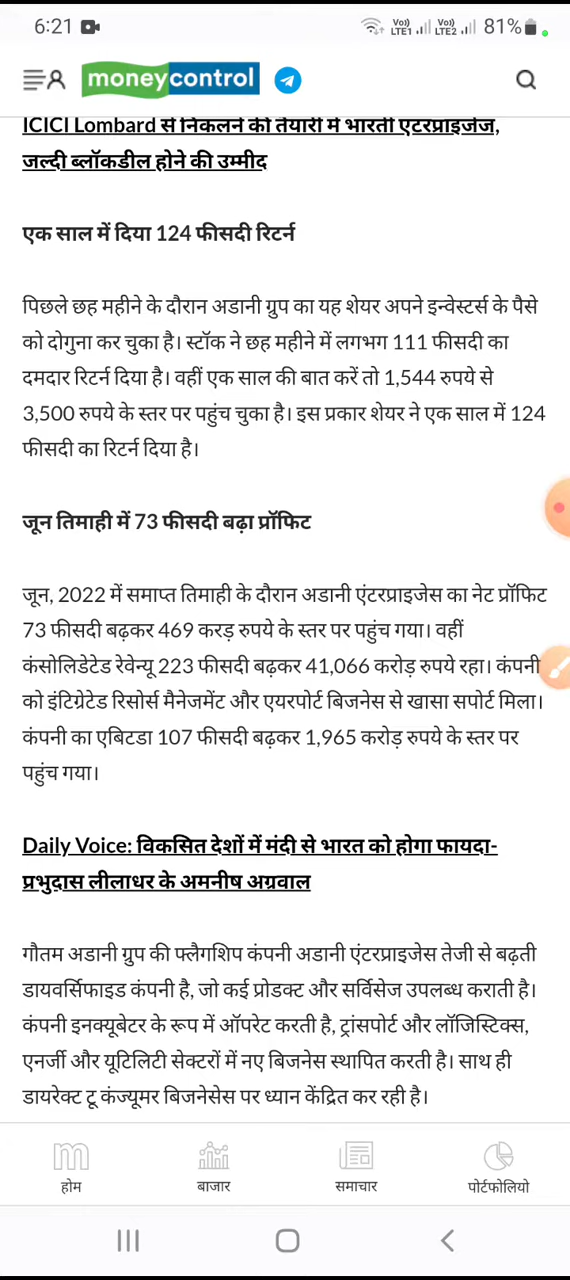 6:21
Vo)) LTE1 Vo)) LTE2 81%
moneycontrol
ICICI Lombard से निकलने की तैयारी में भारती एंटरप्राइजेज,
जल्दी ब्लॉकडील होने की उम्मीद
एक साल में दिया 124 फीसदी रिटर्न
पिछले छह महीने के दौरान अडानी ग्रुप का यह शेयर अपने इन्वेस्टर्स के पैसे
को दोगुना कर चुका है। स्टॉक ने छह महीने में लगभग 111 फीसदी का
दमदार रिटर्न दिया है। वहीं एक साल की बात करें तो 1,544 रुपये से
3,500 रुपये के स्तर पर पहुंच चुका है। इस प्रकार शेयर ने एक साल में 124
फीसदी का रिटर्न दिया है।
जून तिमाही में 73 फीसदी बढ़ा प्रॉफिट
जून, 2022 में समाप्त तिमाही के दौरान अडानी एंटरप्राइजेस का नेट प्रॉफिट
73 फीसदी बढ़कर 469 करड़ रुपये के स्तर पर पहुंच गया। वहीं
कंसोलिडेटेड रेवेन्यू 223 फीसदी बढ़कर 41,066 करोड़ रुपये रहा। कंपनी
को इंटिग्रेटेड रिसोर्स मैनेजमेंट और एयरपोर्ट बिजनेस से खासा सपोर्ट मिला।
कंपनी का एबिटडा 107 फीसदी बढ़कर 1,965 करोड़ रुपये के स्तर पर
पहुंच गया।
Daily Voice: विकसित देशों में मंदी से भारत को होगा फायदा-
प्रभुदास लीलाधर के अमनीष अग्रवाल
गौतम अडानी ग्रुप की फ्लैगशिप कंपनी अडानी एंटरप्राइजेस तेजी से बढ़ती
डायवर्सिफाइड कंपनी है, जो कई प्रोडक्ट और सर्विसेज उपलब्ध कराती है।
कंपनी इनक्यूबेटर के रूप में ऑपरेट करती है, ट्रांसपोर्ट और लॉजिस्टिक्स,
एनर्जी और यूटिलिटी सेक्टरों में नए बिजनेस स्थापित करती है। साथ ही
डायरेक्ट टू कंज्यूमर बिजनेसेस पर ध्यान केंद्रित कर रही है।
होम बाजार समाचार पोर्टफोलियो